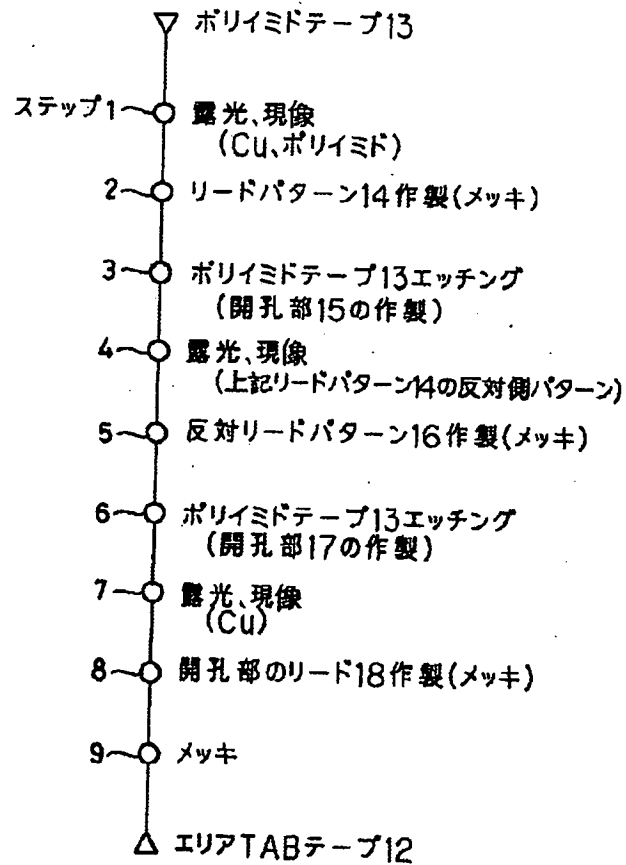 ポリイミドテープ13
ステップ1 露光、現像
(Cu、ポリイミド)
2 リードパターン14作製(メッキ)
3 ポリイミドテープ13エッチング
(開孔部15の作製)
4 露光、現像
(上記リードパターン14の反対側パターン)
5 反対リードパターン16作製(メッキ)
6 ポリイミドテープ13エッチング
(開孔部17の作製)
7 露光、現像
(Cu)
8 開孔部のリード18作製(メッキ)
9 メッキ
エリアTABテープ12